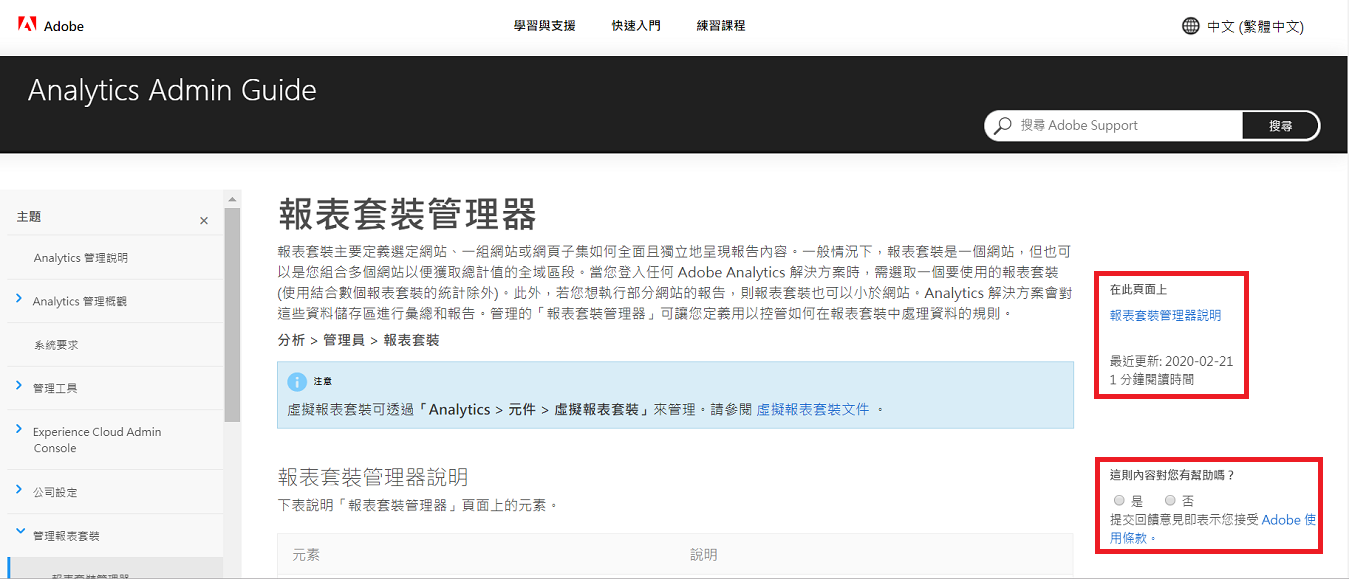 Adobe
學習與支援
快速入門
練習課程
中文 (繁體中文)
Analytics Admin Guide
搜尋 Adobe Support
搜尋
主題
×
Analytics 管理說明
Analytics 管理概觀
系統要求
管理工具
Experience Cloud Admin
Console
公司設定
管理報表套裝
報表套裝管理器
報表套裝管理器
報表套裝主要定義選定網站、一組網站或網頁子集如何全面且獨立地呈現報告內容。一般情況下，報表套裝是一個網站，但也可
以是您組合多個網站以便獲取總計值的全域區段。當您登入任何 Adobe Analytics 解決方案時，需選取一個要使用的報表套裝
(使用結合數個報表套裝的統計除外)。此外，若您想執行部分網站的報告，則報表套裝也可以小於網站。Analytics 解決方案會對
這些資料儲存區進行彙總和報告。管理的「報表套裝管理器」可讓您定義用以控管如何在報表套裝中處理資料的規則。
分析 > 管理員 > 報表套裝
注意
虛擬報表套裝可透過「Analytics > 元件 > 虛擬報表套裝」來管理。請參閱 虛擬報表套裝文件 。
報表套裝管理器說明
下表說明「報表套裝管理器」頁面上的元素。
元素
說明
在此頁面上
報表套裝管理器說明
最近更新: 2020-02-21
1 分鐘閱讀時間
這則內容對您有幫助嗎？
是
否
提交回饋意見即表示您接受 Adobe 使
用條款。